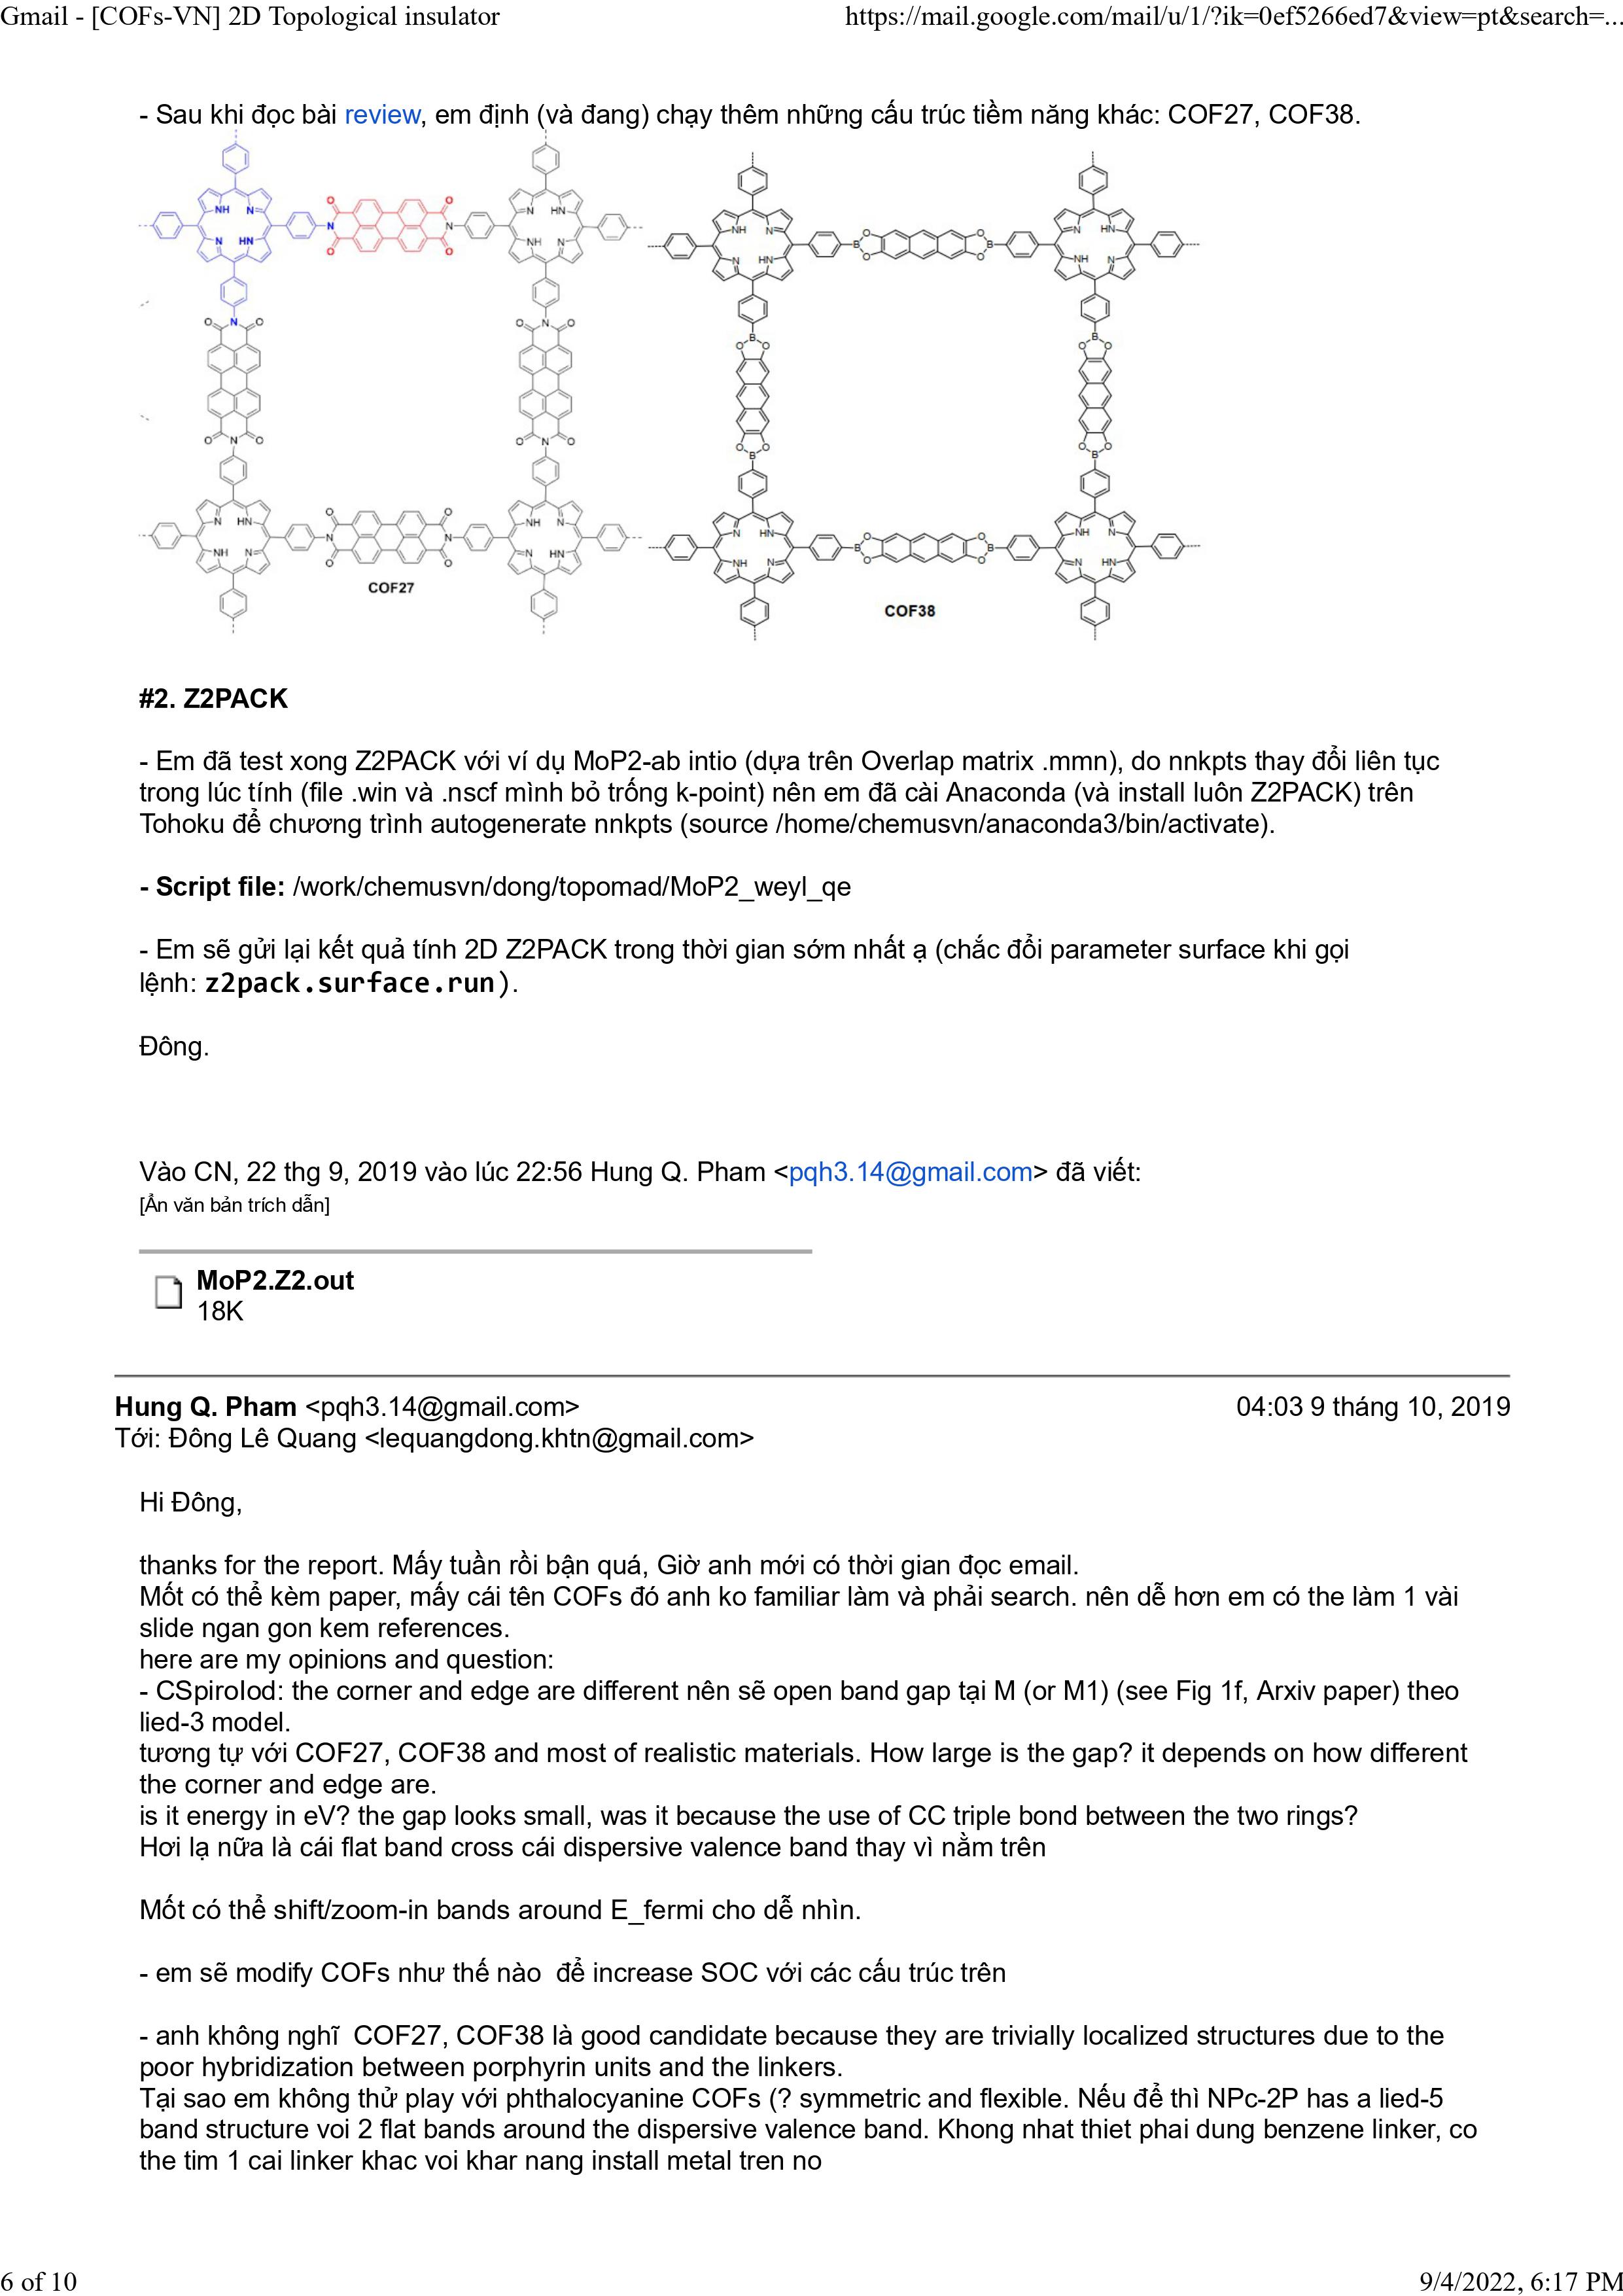 Gmail - [COFs-VN] 2D Topological insulator https://mail.google.com/mail/u/1/?ik=0ef5266ed7&view=pt&search=...
- Sau khi đọc bài review, em định (và đang) chạy thêm những cấu trúc tiềm năng khác: COF27, COF38.
COF27
COF38
#2. Z2PACK
- Em đã test xong Z2PACK với ví dụ MoP2-ab intio (dựa trên Overlap matrix .mmn), do nnkpts thay đổi liên tục
trong lúc tính (file .win và .nscf mình bỏ trống k-point) nên em đã cài Anaconda (và install luôn Z2PACK) trên
Tohoku để chương trình autogenerate nnkpts (source /home/chemusvn/anaconda3/bin/activate).
- Script file: /work/chemusvn/dong/topomad/MoP2_weyl_qe
- Em sẽ gửi lại kết quả tính 2D Z2PACK trong thời gian sớm nhất ạ (chắc đổi parameter surface khi gọi
lệnh: z2pack.surface.run).
Đông.
Vào CN, 22 thg 9, 2019 vào lúc 22:56 Hung Q. Pham <pqh3.14@gmail.com> đã viết:
[Ẩn văn bản trích dẫn]
MoP2.Z2.out
18K
Hung Q. Pham <pqh3.14@gmail.com> 04:03 9 tháng 10, 2019
Tới: Đông Lê Quang <lequangdong.khtn@gmail.com>
Hi Đông,
thanks for the report. Mấy tuần rồi bận quá, Giờ anh mới có thời gian đọc email.
Mốt có thể kèm paper, mấy cái tên COFs đó anh ko familiar làm và phải search. nên dễ hơn em có the làm 1 vài
slide ngan gon kem references.
here are my opinions and question:
- CSpiroIod: the corner and edge are different nên sẽ open band gap tại M (or M1) (see Fig 1f, Arxiv paper) theo
lied-3 model.
tương tự với COF27, COF38 and most of realistic materials. How large is the gap? it depends on how different
the corner and edge are.
is it energy in eV? the gap looks small, was it because the use of CC triple bond between the two rings?
Hơi lạ nữa là cái flat band cross cái dispersive valence band thay vì nằm trên
Mốt có thể shift/zoom-in bands around E_fermi cho dễ nhìn.
- em sẽ modify COFs như thế nào  để increase SOC với các cấu trúc trên
- anh không nghĩ  COF27, COF38 là good candidate because they are trivially localized structures due to the
poor hybridization between porphyrin units and the linkers.
Tại sao em không thử play với phthalocyanine COFs (? symmetric and flexible. Nếu để thì NPc-2P has a lied-5
band structure voi 2 flat bands around the dispersive valence band. Khong nhat thiet phai dung benzene linker, co
the tim 1 cai linker khac voi khar nang install metal tren no
6 of 10 9/4/2022, 6:17 PM